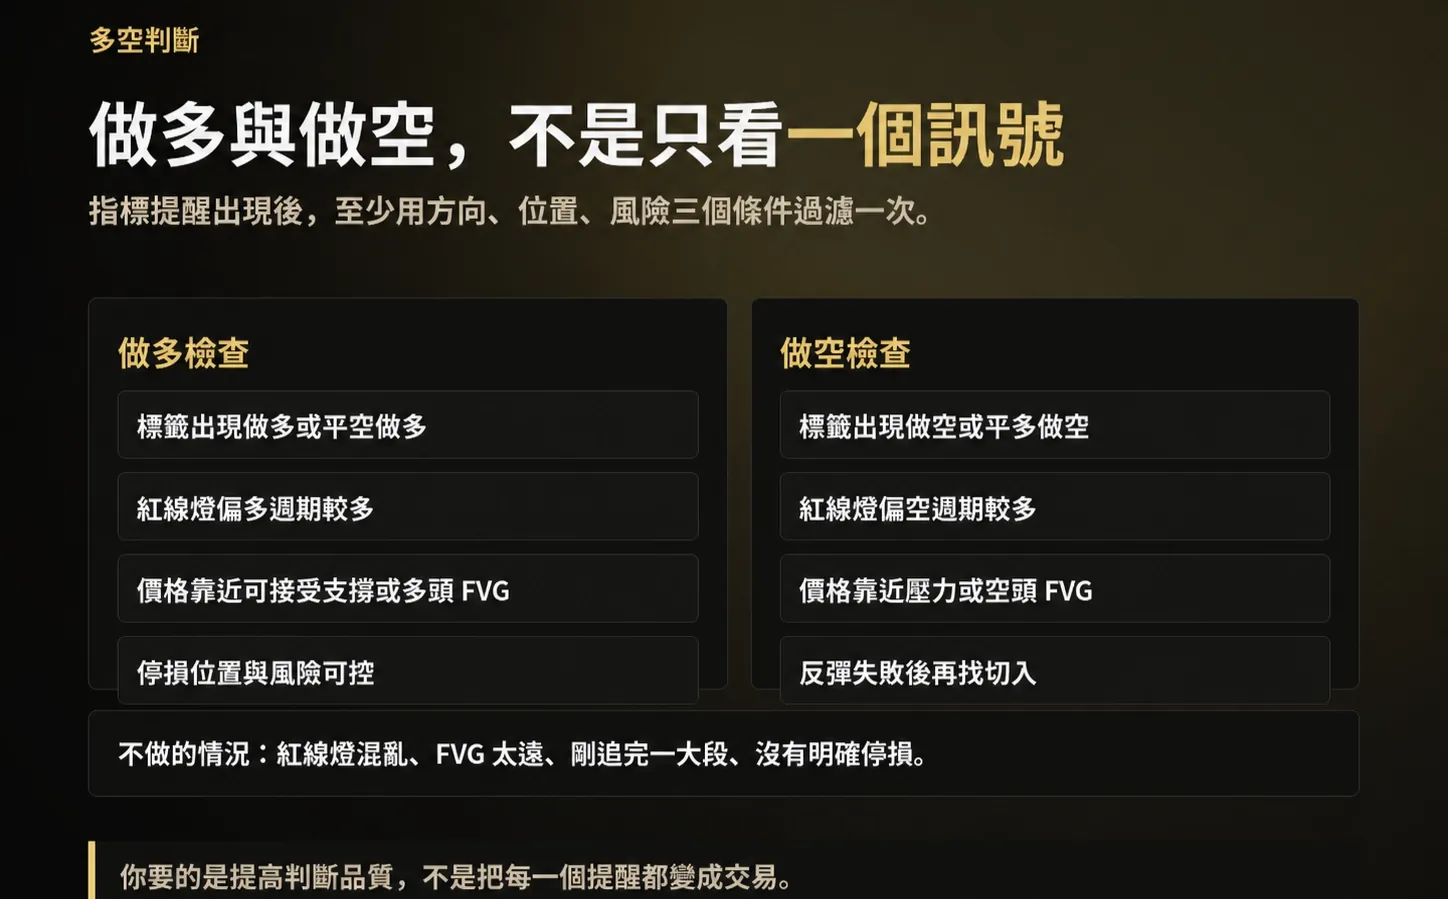 多空判斷
做多與做空，不是只看一個訊號
指標提醒出現後，至少用方向、位置、風險三個條件過濾一次。
做多檢查
標籤出現做多或平空做多
紅線燈偏多週期較多
價格靠近可接受支撐或多頭 FVG
停損位置與風險可控
做空檢查
標籤出現做空或平多做空
紅線燈偏空週期較多
價格靠近壓力或空頭 FVG
反彈失敗後再找切入
不做的情況：紅線燈混亂、FVG 太遠、剛追完一大段、沒有明確停損。
你要的是提高判斷品質，不是把每一個提醒都變成交易。